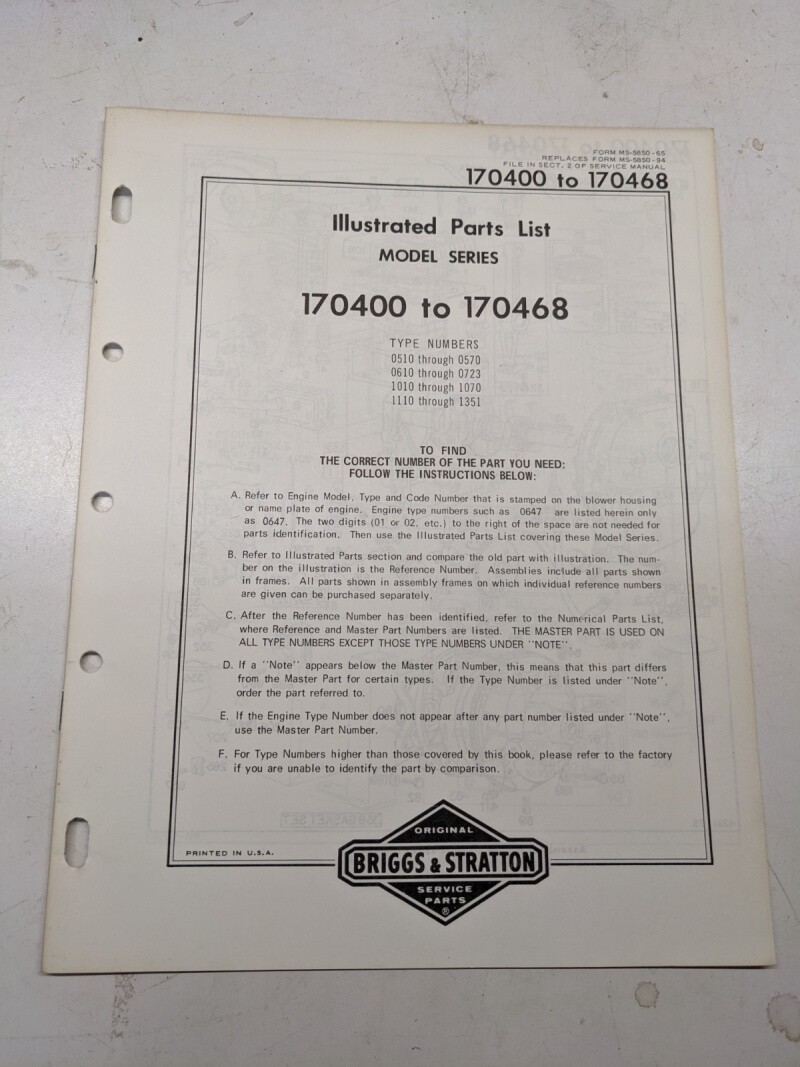 FORM MS-5850-65
REPLACES FORM MS-5850-94
FILE IN SECT. 2 OF SERVICE MANUAL
170400 to 170468
Illustrated Parts List
MODEL SERIES
170400 to 170468
TYPE NUMBERS
0510 through 0570
0610 through 0723
1010 through 1070
1110 through 1351
TO FIND
THE CORRECT NUMBER OF THE PART YOU NEED:
FOLLOW THE INSTRUCTIONS BELOW:
A. Refer to Engine Model, Type and Code Number that is stamped on the blower housing
or name plate of engine. Engine type numbers such as 0647 are listed herein only
as 0647. The two digits (01 or 02, etc.) to the right of the space are not needed for
parts identification. Then use the Illustrated Parts List covering these Model Series.
B. Refer to Illustrated Parts section and compare the old part with illustration. The num-
ber on the illustration is the Reference Number. Assemblies include all parts shown
in frames. All parts shown in assembly frames on which individual reference numbers
are given can be purchased separately.
C. After the Reference Number has been identified, refer to the Numerical Parts List,
where Reference and Master Part Numbers are listed. THE MASTER PART IS USED ON
ALL TYPE NUMBERS EXCEPT THOSE TYPE NUMBERS UNDER "NOTE".
D. If a "Note" appears below the Master Part Number, this means that this part differs
from the Master Part for certain types. If the Type Number is listed under "Note",
order the part referred to.
E. If the Engine Type Number does not appear after any part number listed under "Note",
use the Master Part Number.
F. For Type Numbers higher than those covered by this book, please refer to the factory
if you are unable to identify the part by comparison.
PRINTED IN U.S.A.
ORIGINAL
BRIGGS & STRATTON
SERVICE
PARTS
®